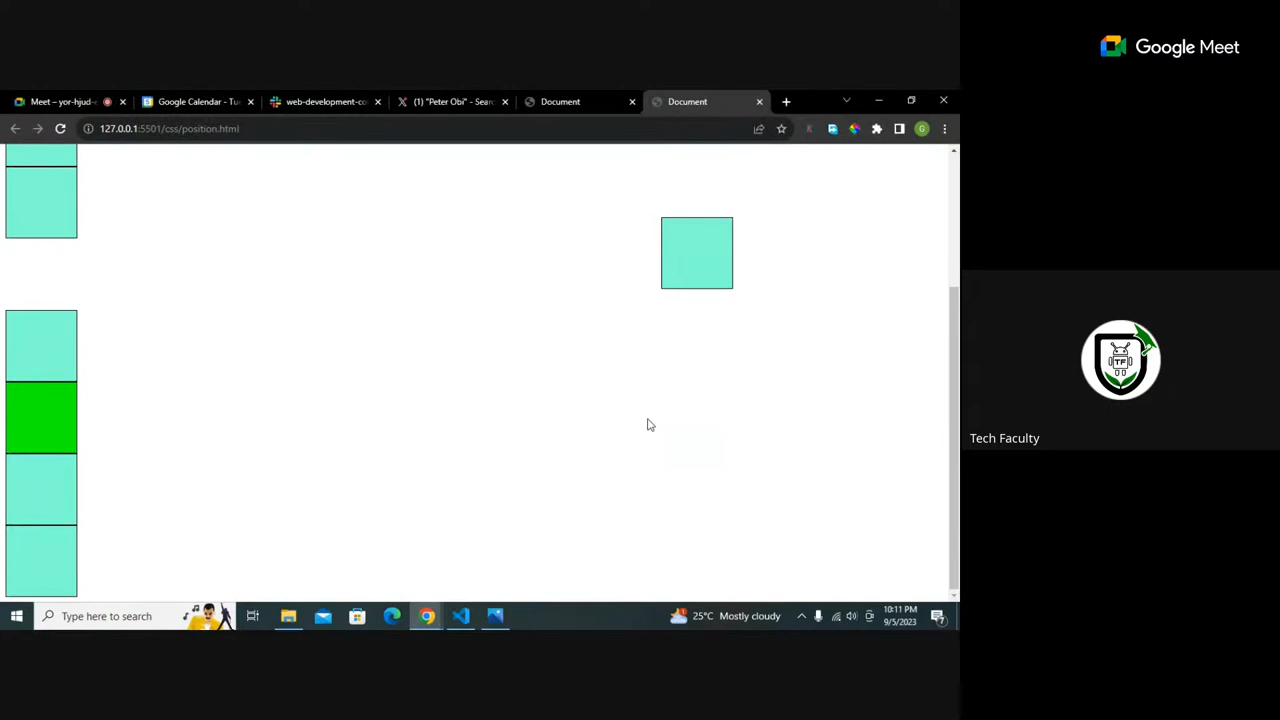 Google Meet
Meet – yor-hjud-
Google Calendar - Tu
web-development-co
(1) "Peter Obi" - Sear
Document
Document
127.0.0.1:5501/css/position.html
G
TF
Tech Faculty
Type here to search
25°C Mostly cloudy
10:11 PM
9/5/2023
7